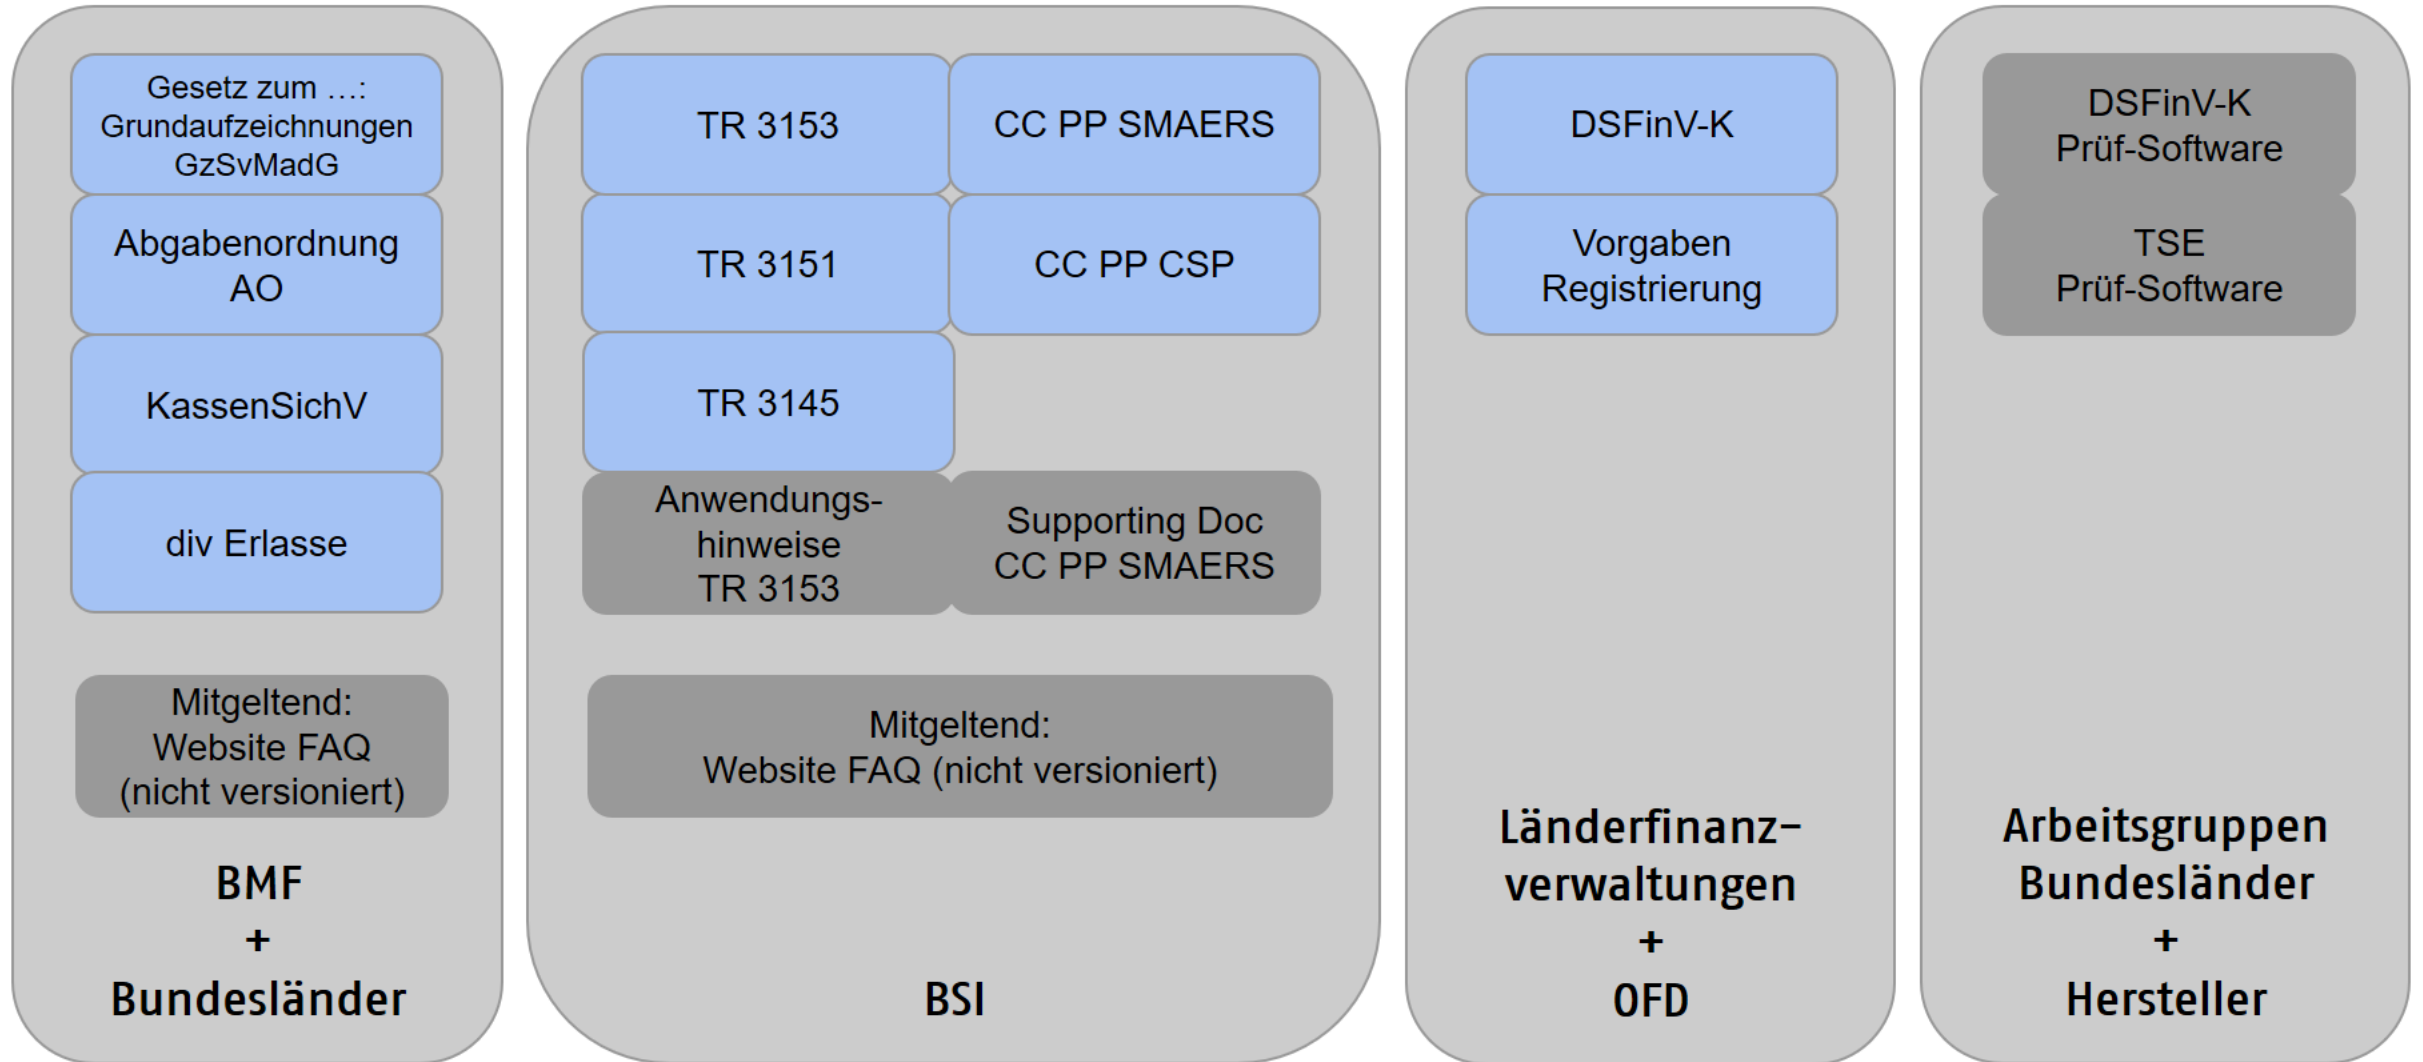 Gesetz zum ...:
Grundaufzeichnungen
GzSvMadG
Abgabenordnung
AO
KassenSichV
div Erlasse
Mitgeltend:
Website FAQ
(nicht versioniert)
BMF
+
Bundesländer
TR 3153
CC PP SMAERS
TR 3151
CC PP CSP
TR 3145
Anwendungs-
hinweise
TR 3153
Supporting Doc
CC PP SMAERS
Mitgeltend:
Website FAQ (nicht versioniert)
BSI
DSFinV-K
Vorgaben
Registrierung
Länderfinanz-
verwaltungen
+
OFD
DSFinV-K
Prüf-Software
TSE
Prüf-Software
Arbeitsgruppen
Bundesländer
+
Hersteller